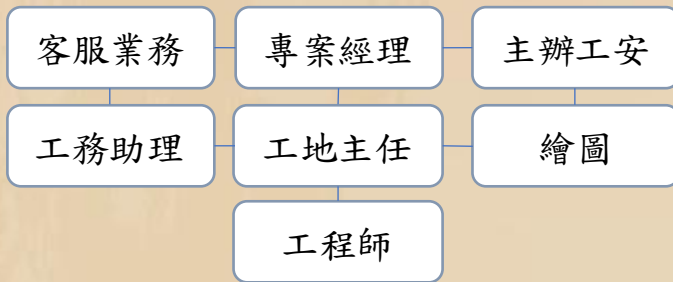 客服業務
專案經理
主辦工安
工務助理
工地主任
繪圖
工程師